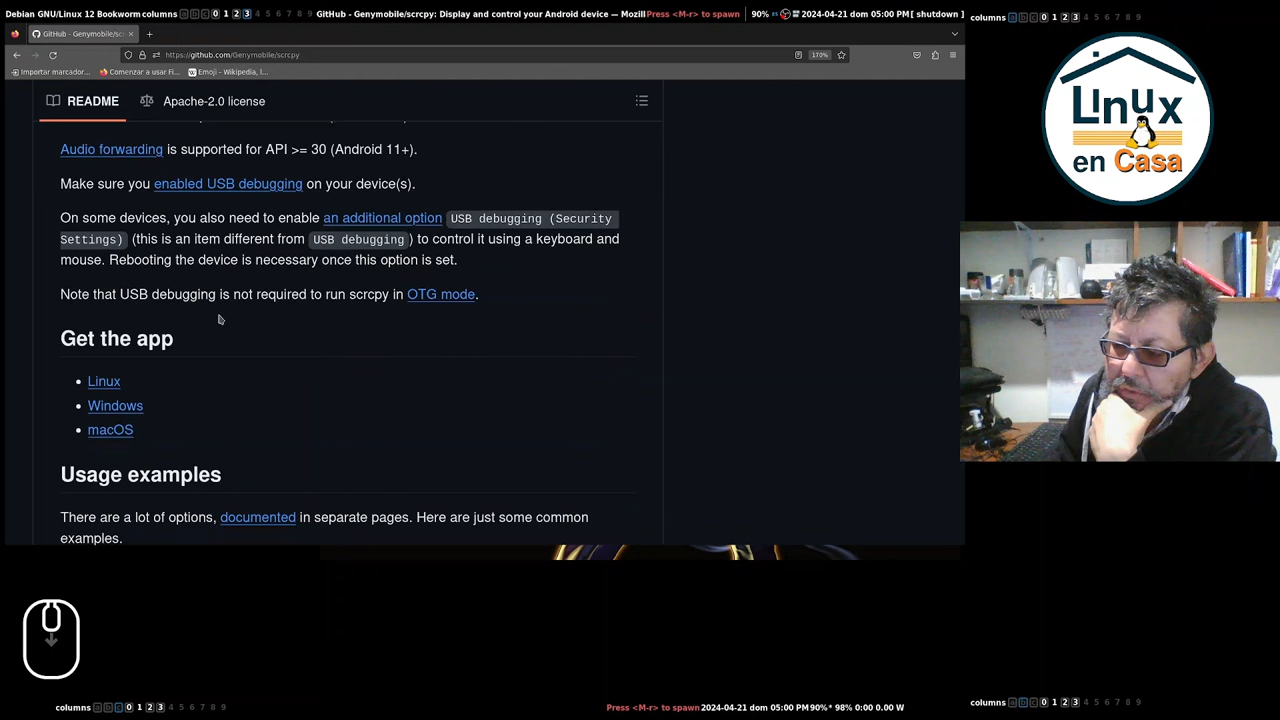 Debian GNU/Linux 12 Bookworm columns a b c 0 1 2 3 4 5 6 7 8 9 GitHub - Genymobile/scrcpy: Display and control your Android device — Mozill Press <M-r> to spawn 90% ES 2024-04-21 dom 05:00 PM [ shutdown ]
columns a b c 0 1 2 3 4 5 6 7 8 9
GitHub - Genymobile/scr
https://github.com/Genymobile/scrcpy 170%
Importar marcador... Comenzar a usar Fi... Emoji - Wikipedia, l...
README Apache-2.0 license
Audio forwarding is supported for API >= 30 (Android 11+).
Make sure you enabled USB debugging on your device(s).
On some devices, you also need to enable an additional option USB debugging (Security
Settings) (this is an item different from USB debugging) to control it using a keyboard and
mouse. Rebooting the device is necessary once this option is set.
Note that USB debugging is not required to run scrcpy in OTG mode.
Get the app
Linux
Windows
macOS
Usage examples
There are a lot of options, documented in separate pages. Here are just some common
examples.
Linux
en Casa
columns a b c 0 1 2 3 4 5 6 7 8 9
Press <M-r> to spawn 2024-04-21 dom 05:00 PM 90%* 98% 0:00 0.00 W
columns a b c 0 1 2 3 4 5 6 7 8 9